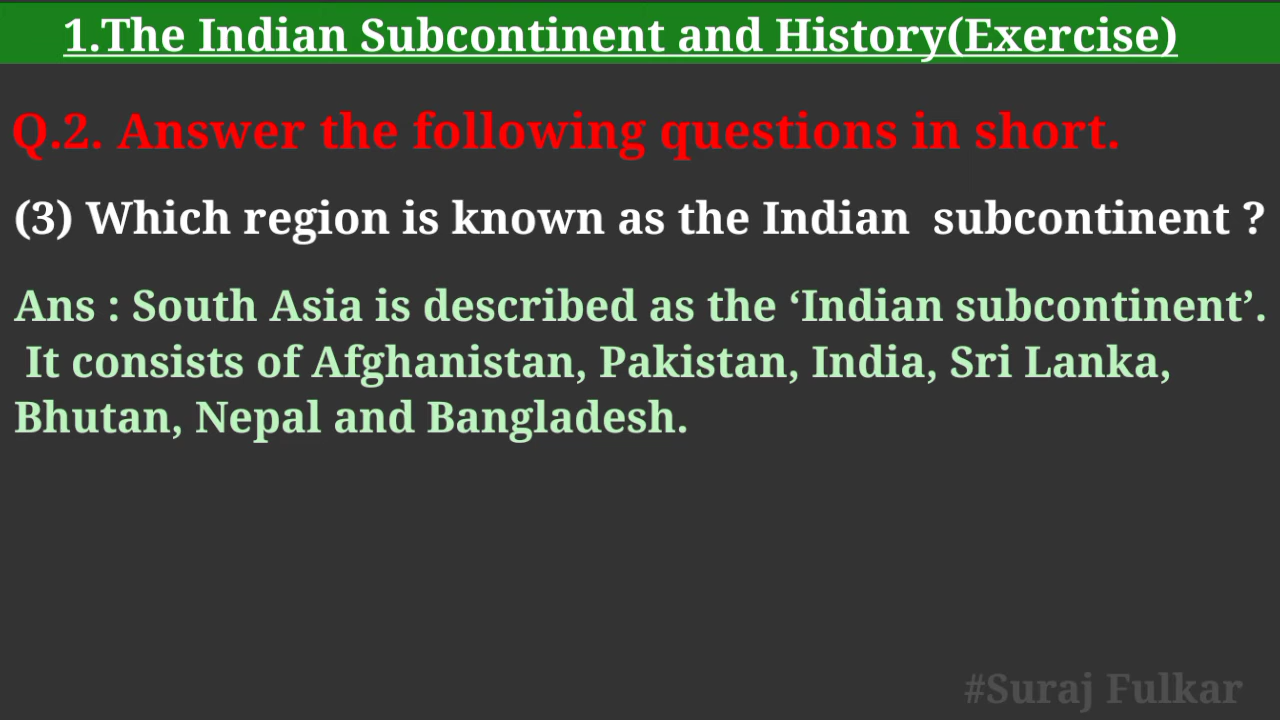 1.The Indian Subcontinent and History(Exercise)
Q.2. Answer the following questions in short.
(3) Which region is known as the Indian subcontinent ?
Ans : South Asia is described as the ‘Indian subcontinent’.
It consists of Afghanistan, Pakistan, India, Sri Lanka,
Bhutan, Nepal and Bangladesh.
#Suraj Fulkar